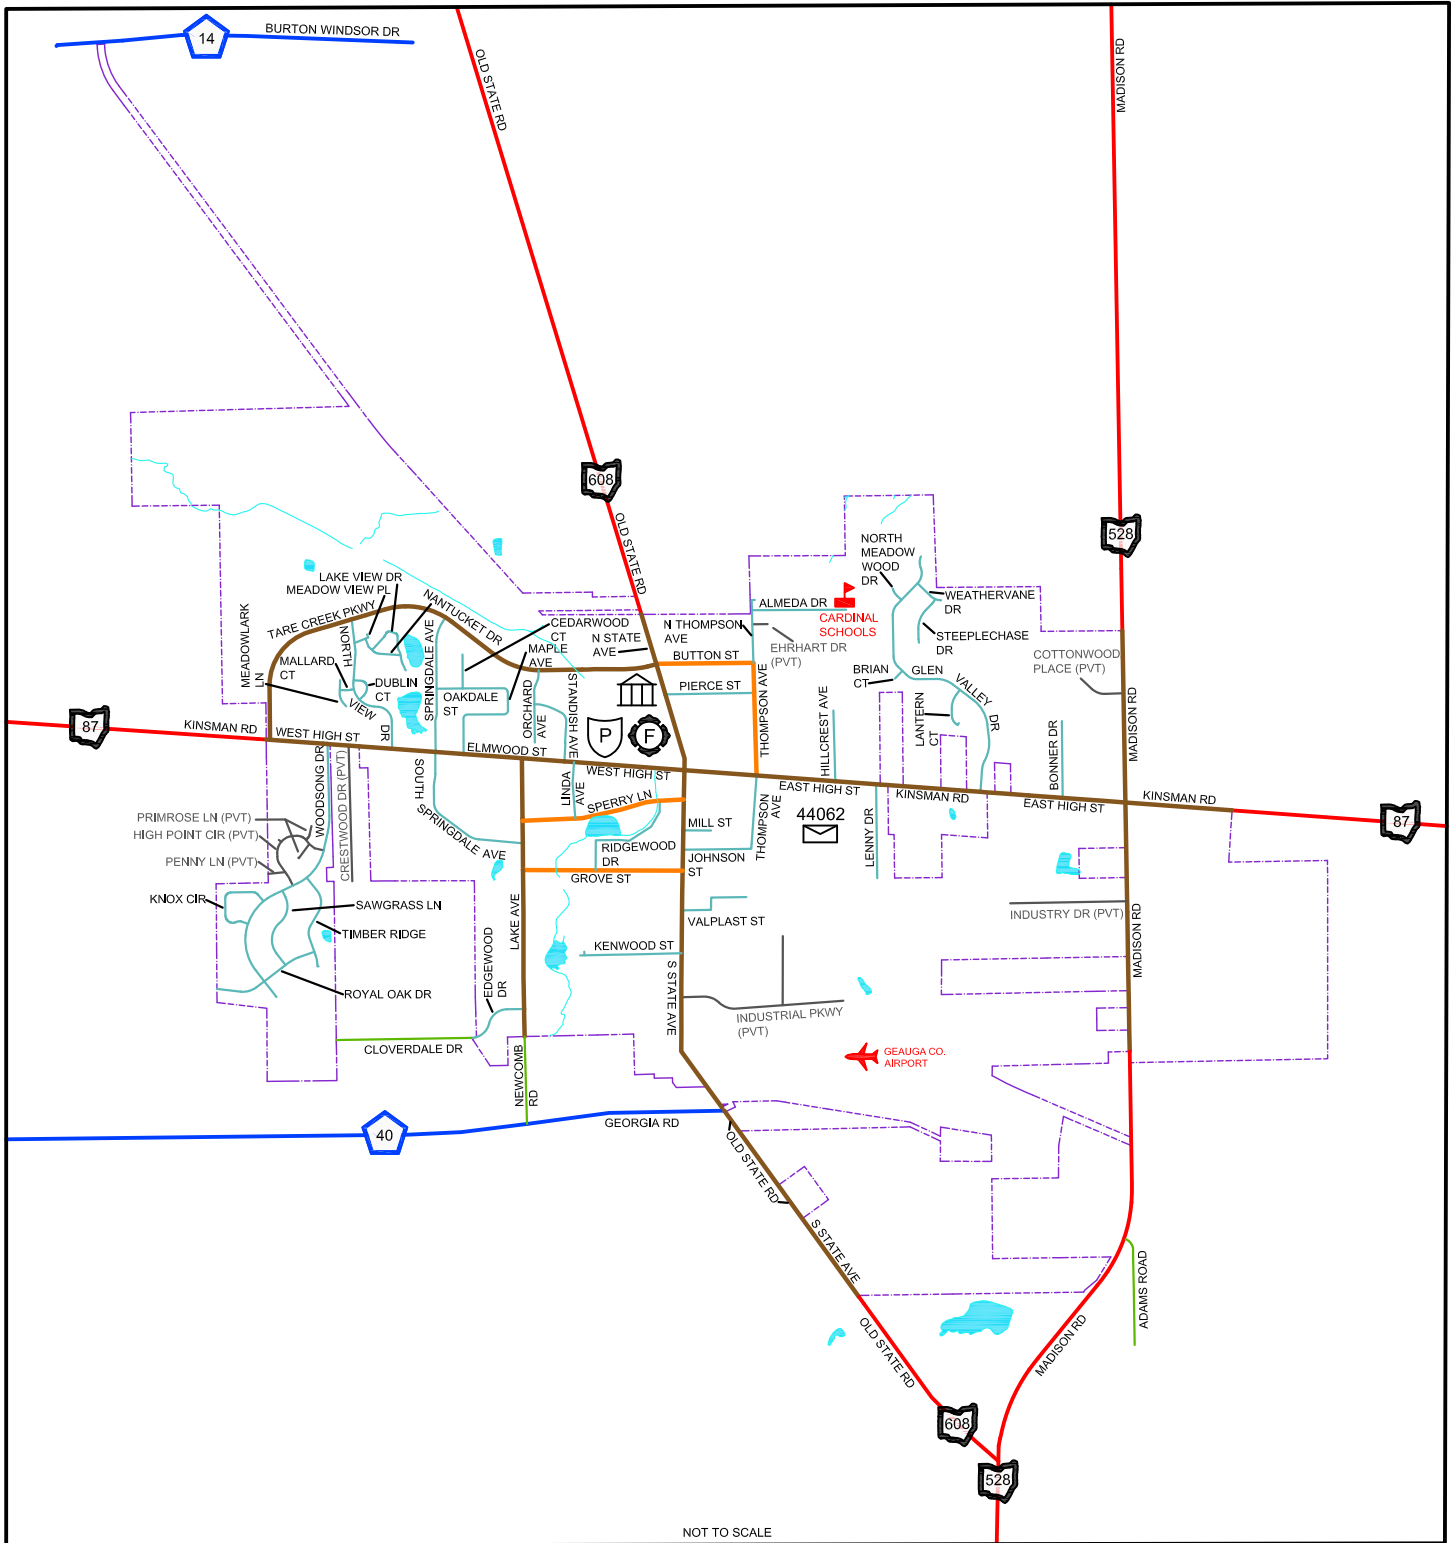 BURTON WINDSOR DR
14
OLD STATE RD
MADISON RD
608
528
OLD STATE RD
NORTH
MEADOW
WOOD
DR
LAKE VIEW DR
MEADOW VIEW PL
TARE CREEK PKWY
NANTUCKET DR
MEADOWLARK
LN
NORTH
VIEW
DR
MALLARD
CT
DUBLIN
CT
SPRINGDALE AVE
CEDARWOOD
CT
N STATE
AVE
MAPLE
AVE
OAKDALE
ST
ORCHARD
AVE
STANDISH AVE
N THOMPSON
AVE
ALMEDA DR
CARDINAL
SCHOOLS
EHRHART DR
(PVT)
BUTTON ST
PIERCE ST
THOMPSON AVE
WEATHERVANE
DR
STEEPLECHASE
DR
COTTONWOOD
PLACE (PVT)
BRIAN
CT
GLEN
VALLEY
DR
LANTERN
CT
HILLCREST AVE
BONNER DR
MADISON RD
87
KINSMAN RD
WEST HIGH ST
ELMWOOD ST
P
F
WEST HIGH ST
EAST HIGH ST
KINSMAN RD
EAST HIGH ST
KINSMAN RD
87
WOODSONG DR
CRESTWOOD DR (PVT)
SOUTH
SPRINGDALE AVE
LINDA
AVE
SPERRY LN
MILL ST
THOMPSON
AVE
44062
LENNY DR
PRIMROSE LN (PVT)
HIGH POINT CIR (PVT)
PENNY LN (PVT)
RIDGEWOOD
DR
JOHNSON
ST
GROVE ST
KNOX CIR
SAWGRASS LN
TIMBER RIDGE
LAKE AVE
VALPLAST ST
INDUSTRY DR (PVT)
MADISON RD
KENWOOD ST
EDGEWOOD
DR
S STATE AVE
ROYAL OAK DR
INDUSTRIAL PKWY
(PVT)
CLOVERDALE DR
GEAUGA CO.
AIRPORT
NEWCOMB
RD
40
GEORGIA RD
OLD STATE RD
S STATE AVE
ADAMS ROAD
OLD STATE RD
MADISON RD
608
528
NOT TO SCALE